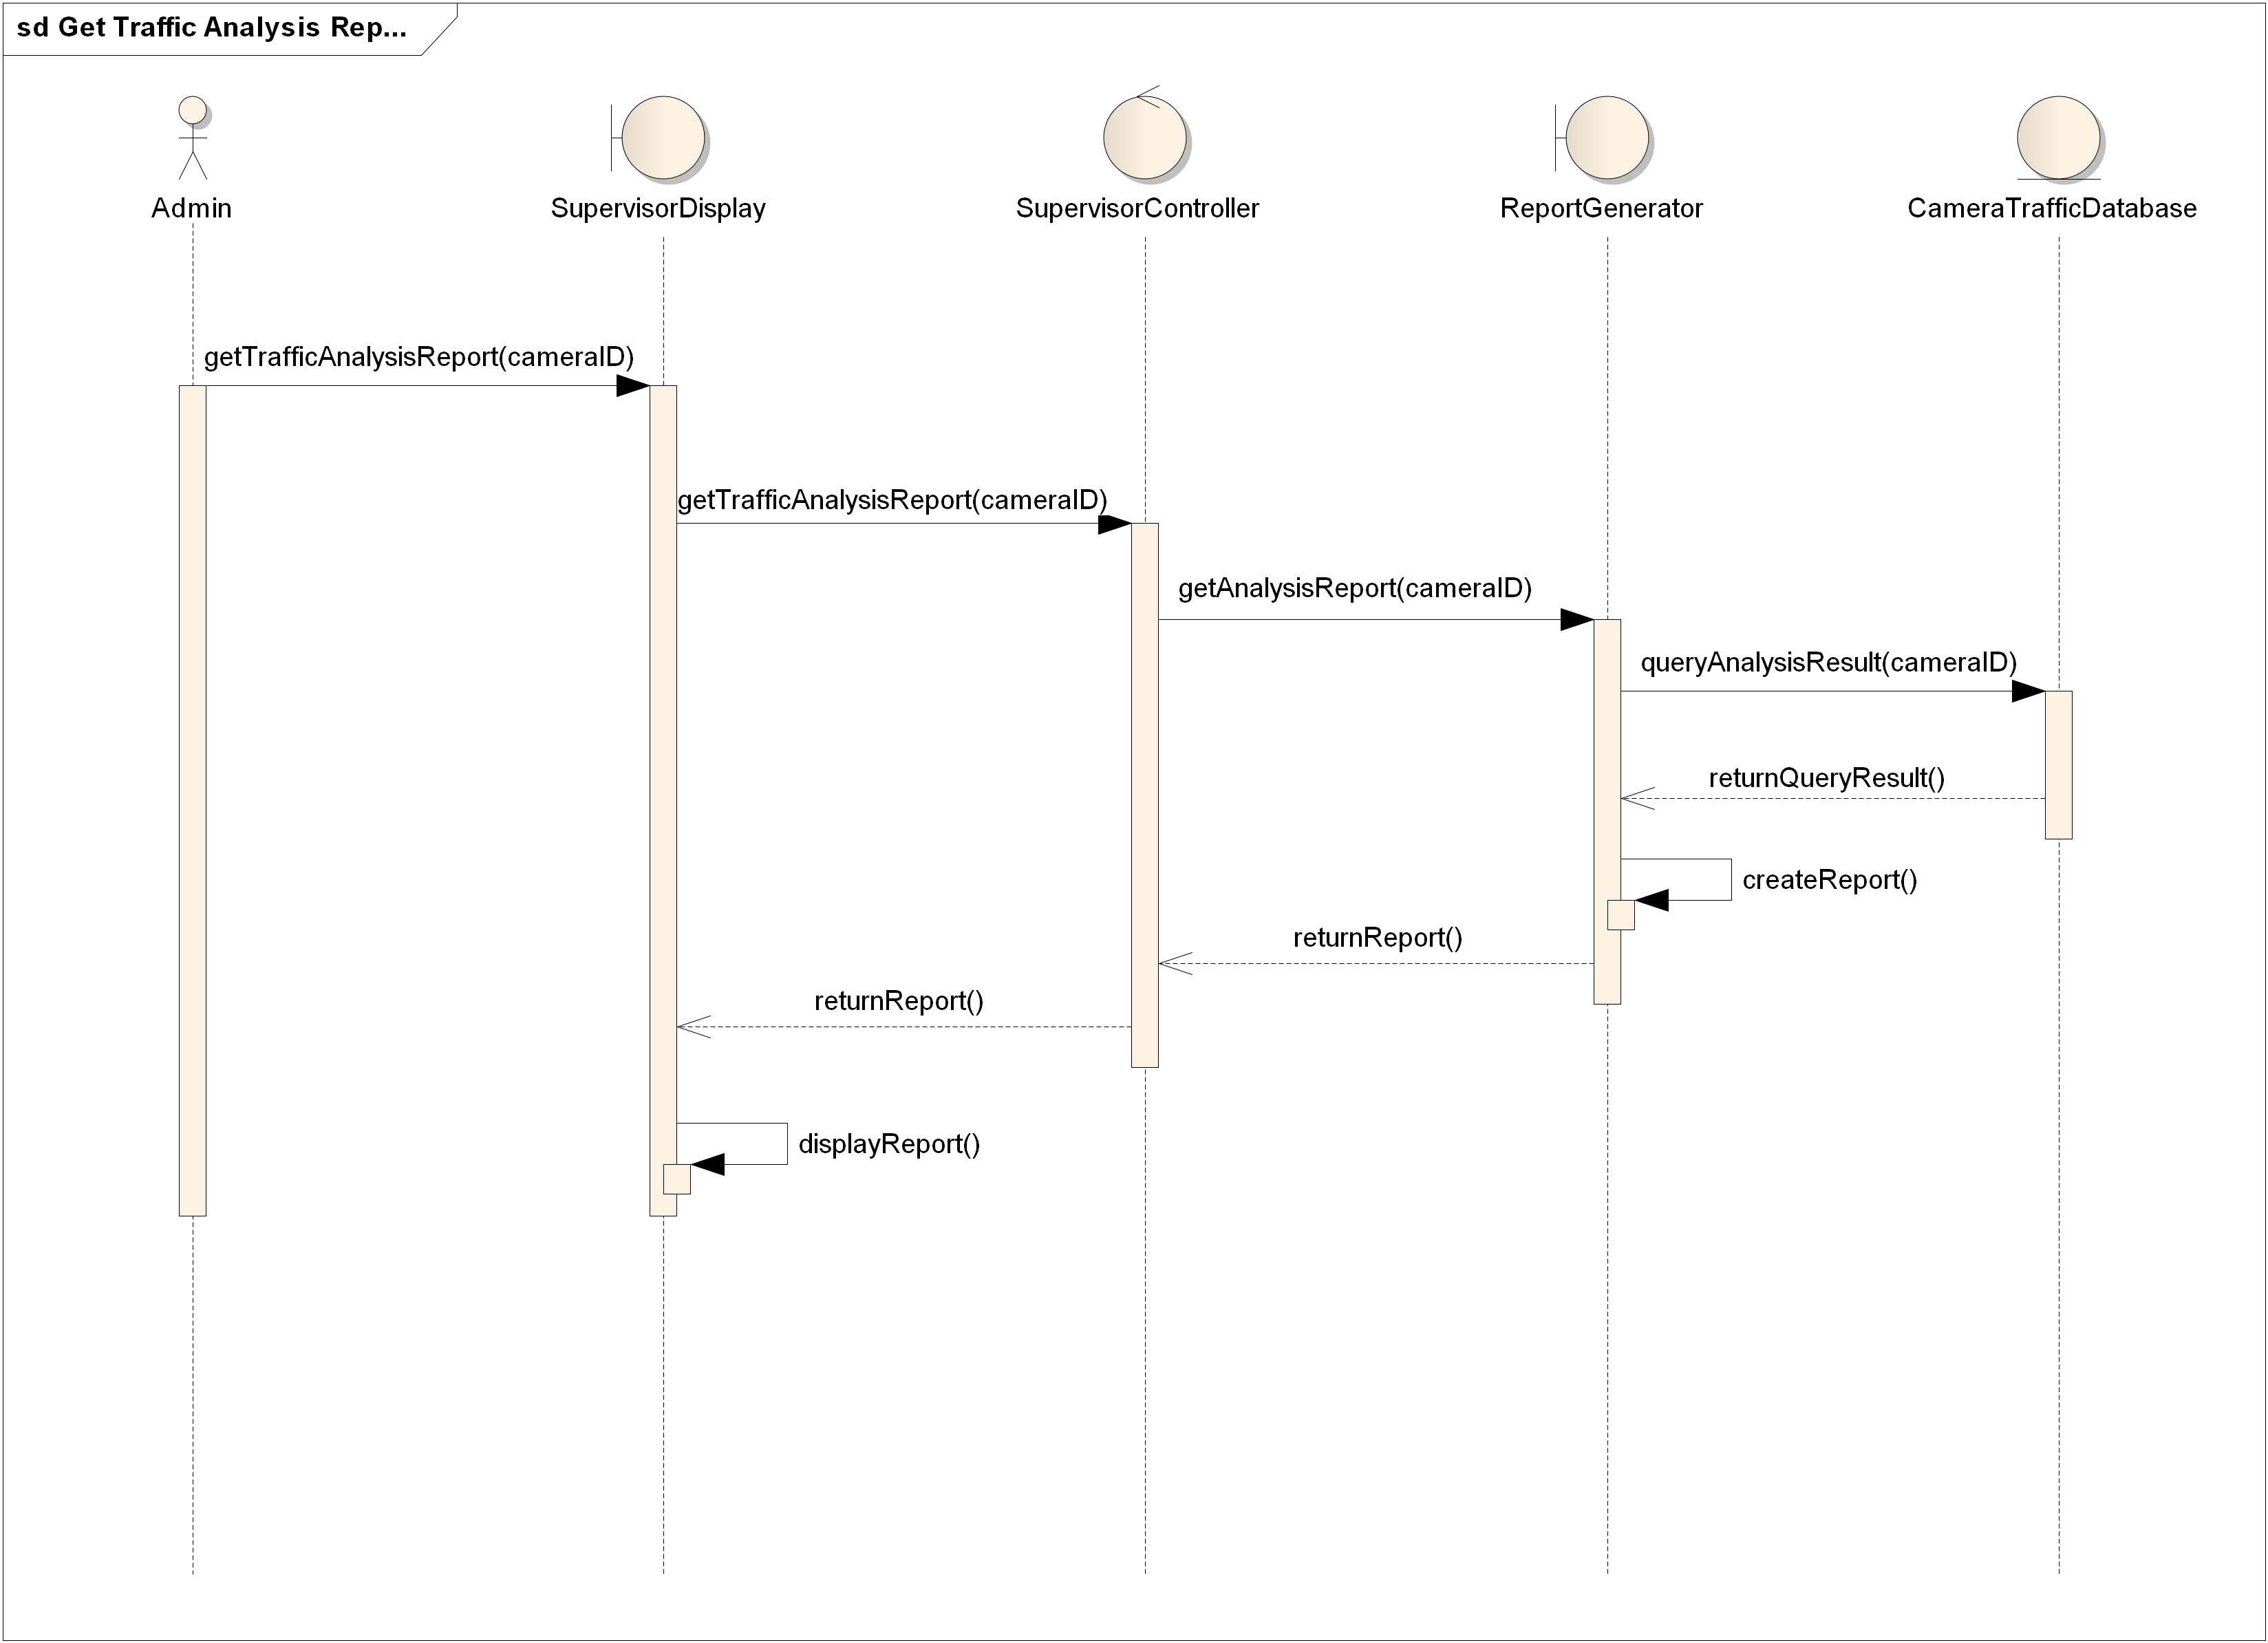 sd Get Traffic Analysis Rep...
Admin
SupervisorDisplay
SupervisorController
ReportGenerator
CameraTrafficDatabase
getTrafficAnalysisReport(cameraID)
getTrafficAnalysisReport(cameraID)
getAnalysisReport(cameraID)
queryAnalysisResult(cameraID)
returnQueryResult()
createReport()
returnReport()
returnReport()
displayReport()